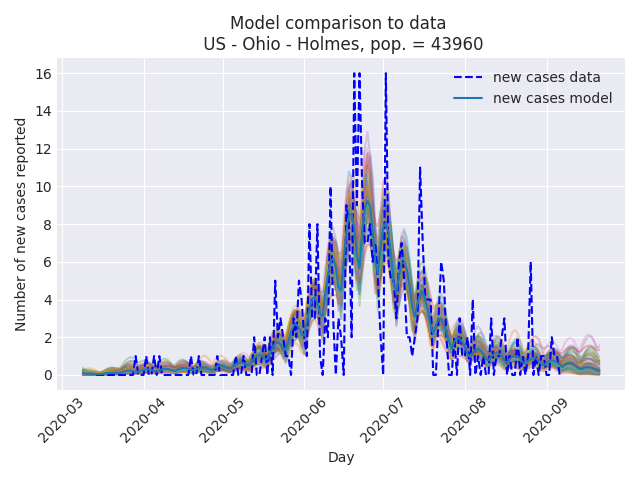 Model comparison to data
US - Ohio - Holmes, pop. = 43960
new cases data
new cases model
Number of new cases reported
16
14
12
10
8
6
4
2
0
2020-03
2020-04
2020-05
2020-06
2020-07
2020-08
2020-09
Day